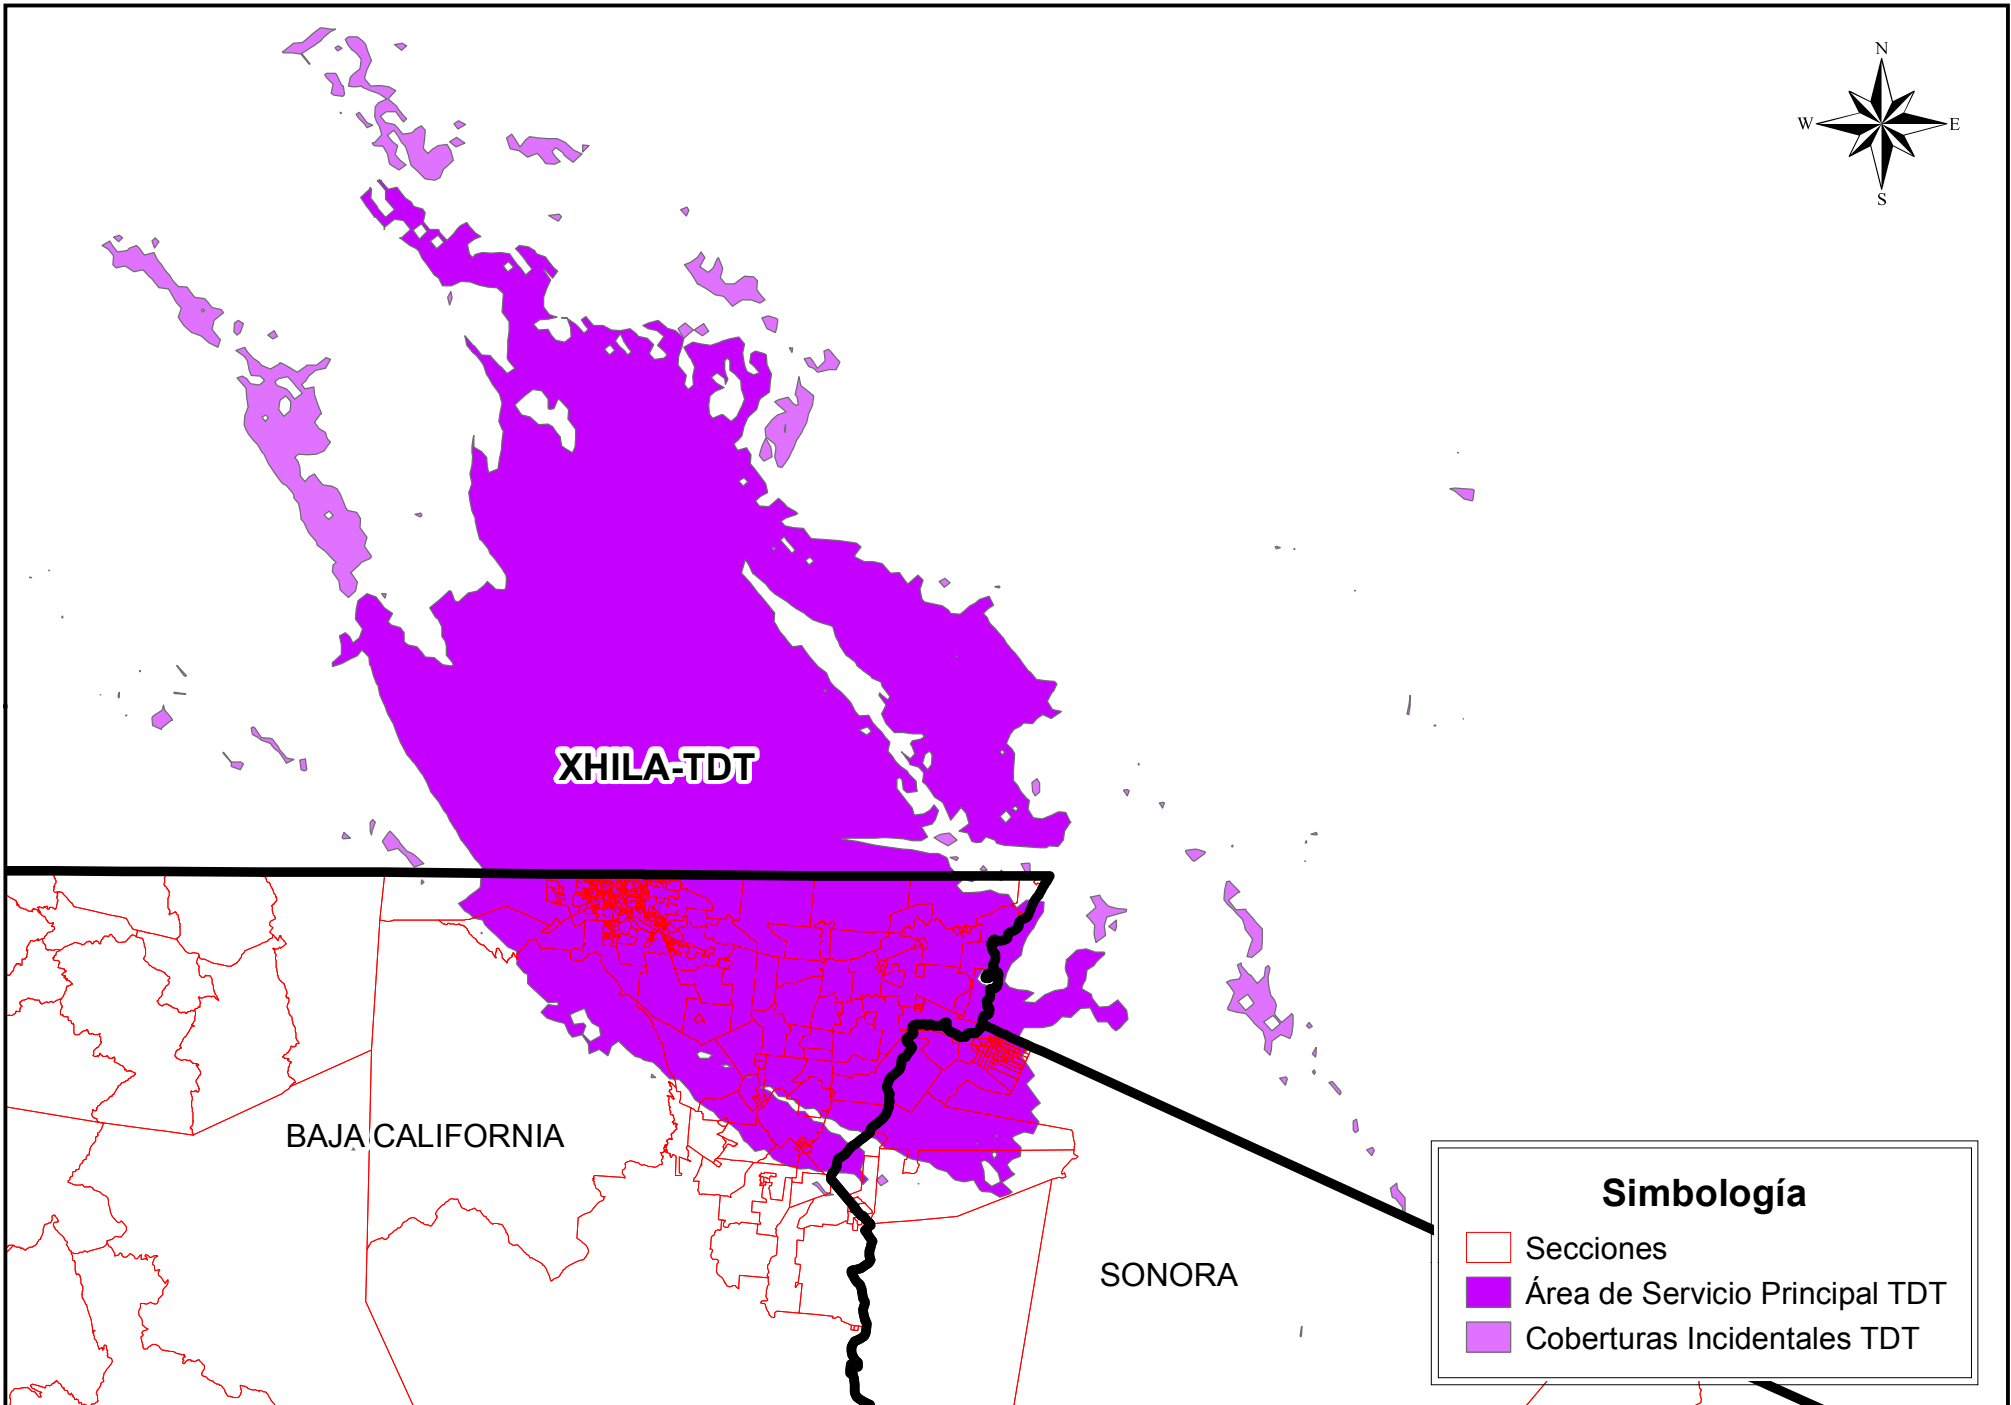 N
W E
S
XHILA-TDT
BAJA CALIFORNIA
SONORA
Simbología
Secciones
Área de Servicio Principal TDT
Coberturas Incidentales TDT